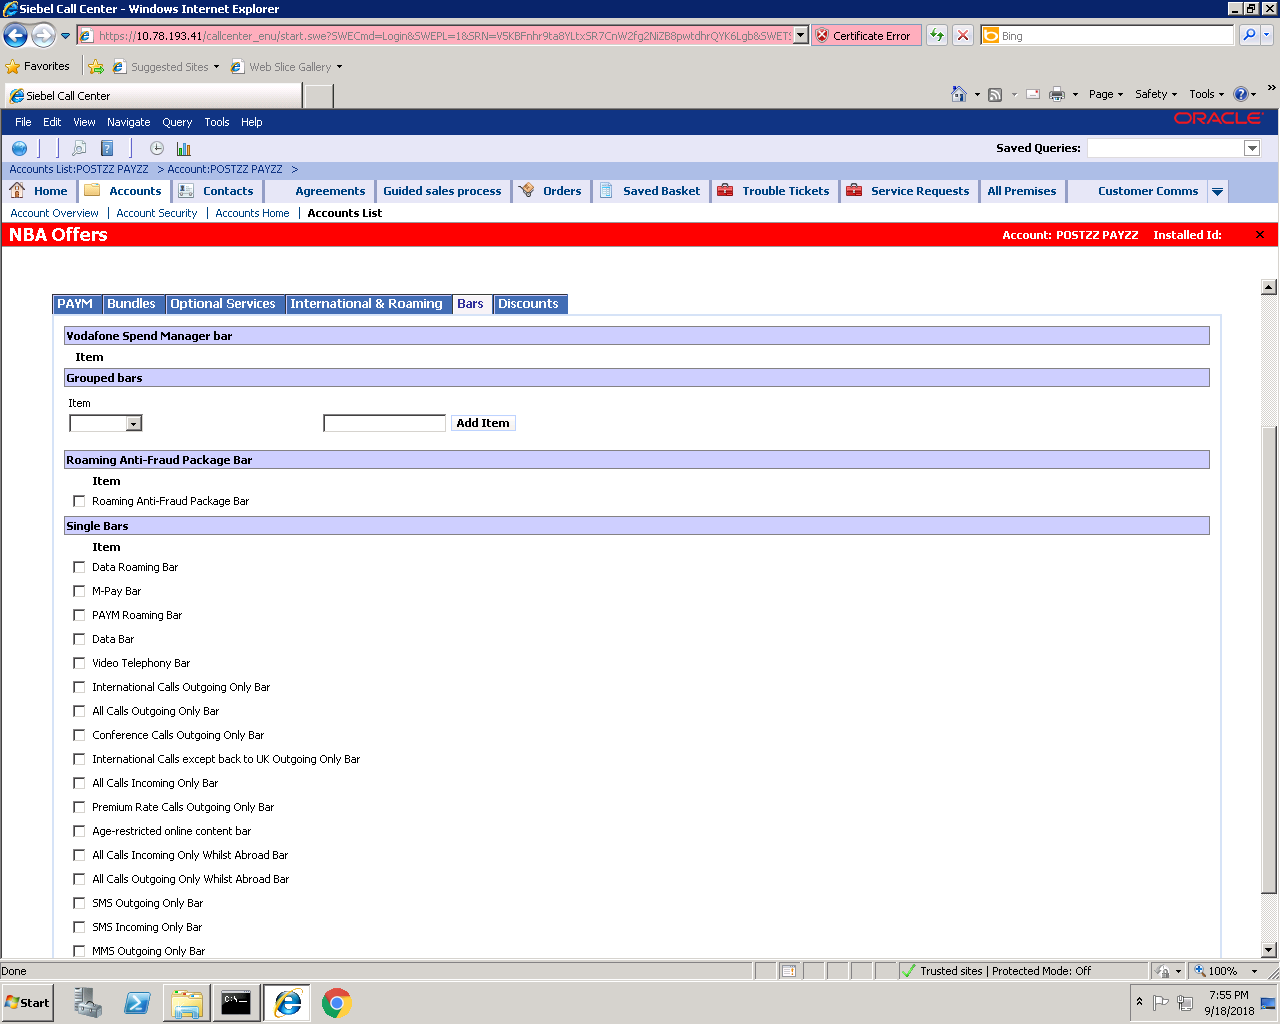 Siebel Call Center - Windows Internet Explorer
https://10.78.193.41/callcenter_enu/start.swe?SWECmd=Login&SWEPL=1&SRN=V5KBFnhr9ta8YLtxSR7CnW2fg2NiZB8pwtdhrQYK6Lgb&SWETS Certificate Error Bing
Favorites Suggested Sites Web Slice Gallery
Siebel Call Center Page Safety Tools
File Edit View Navigate Query Tools Help ORACLE
Saved Queries:
Accounts List:POSTZZ PAYZZ > Account:POSTZZ PAYZZ >
Home Accounts Contacts Agreements Guided sales process Orders Saved Basket Trouble Tickets Service Requests All Premises Customer Comms
Account Overview | Account Security | Accounts Home | Accounts List
NBA Offers Account: POSTZZ PAYZZ Installed Id:
PAYM Bundles Optional Services International & Roaming Bars Discounts
Vodafone Spend Manager bar
Item
Grouped bars
Item
Add Item
Roaming Anti-Fraud Package Bar
Item
Roaming Anti-Fraud Package Bar
Single Bars
Item
Data Roaming Bar
M-Pay Bar
PAYM Roaming Bar
Data Bar
Video Telephony Bar
International Calls Outgoing Only Bar
All Calls Outgoing Only Bar
Conference Calls Outgoing Only Bar
International Calls except back to UK Outgoing Only Bar
All Calls Incoming Only Bar
Premium Rate Calls Outgoing Only Bar
Age-restricted online content bar
All Calls Incoming Only Whilst Abroad Bar
All Calls Outgoing Only Whilst Abroad Bar
SMS Outgoing Only Bar
SMS Incoming Only Bar
MMS Outgoing Only Bar
Done Trusted sites | Protected Mode: Off 100%
Start C:\. 7:55 PM
9/18/2018